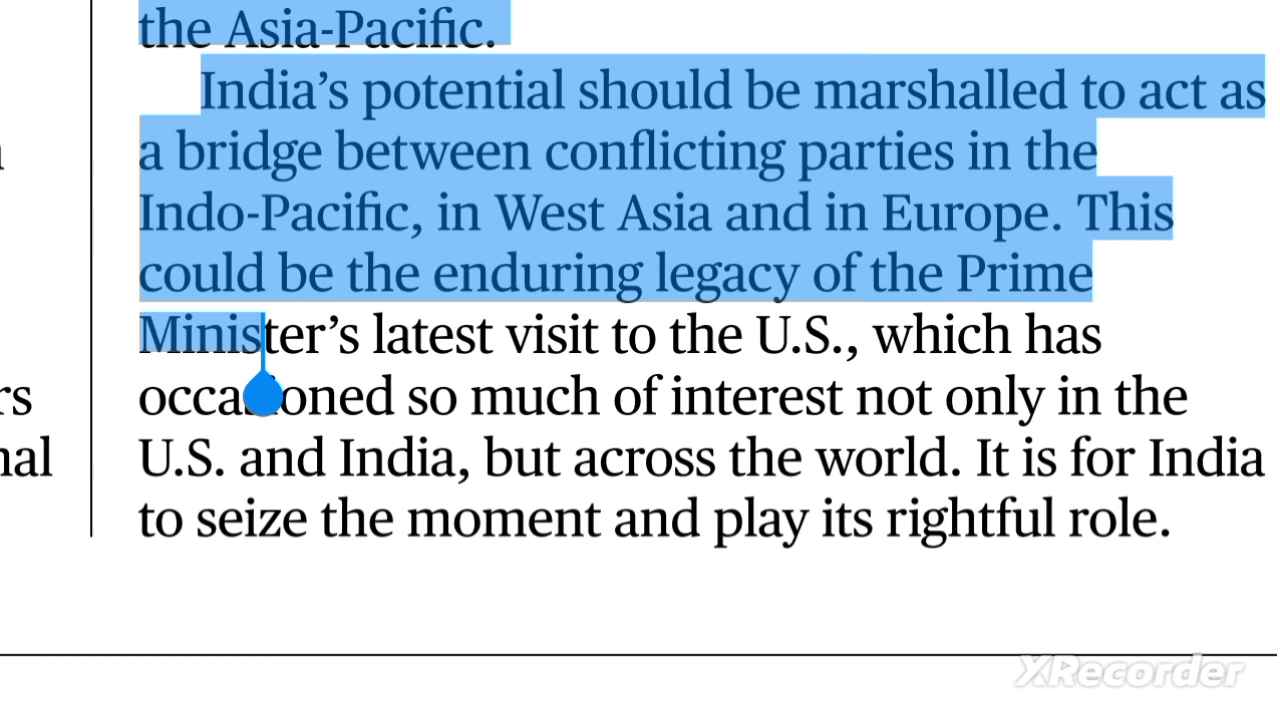 the Asia-Pacific.
India’s potential should be marshalled to act as
a bridge between conflicting parties in the
Indo-Pacific, in West Asia and in Europe. This
could be the enduring legacy of the Prime
Minister’s latest visit to the U.S., which has
occasioned so much of interest not only in the
rs
U.S. and India, but across the world. It is for India
nal
to seize the moment and play its rightful role.
XRecorder